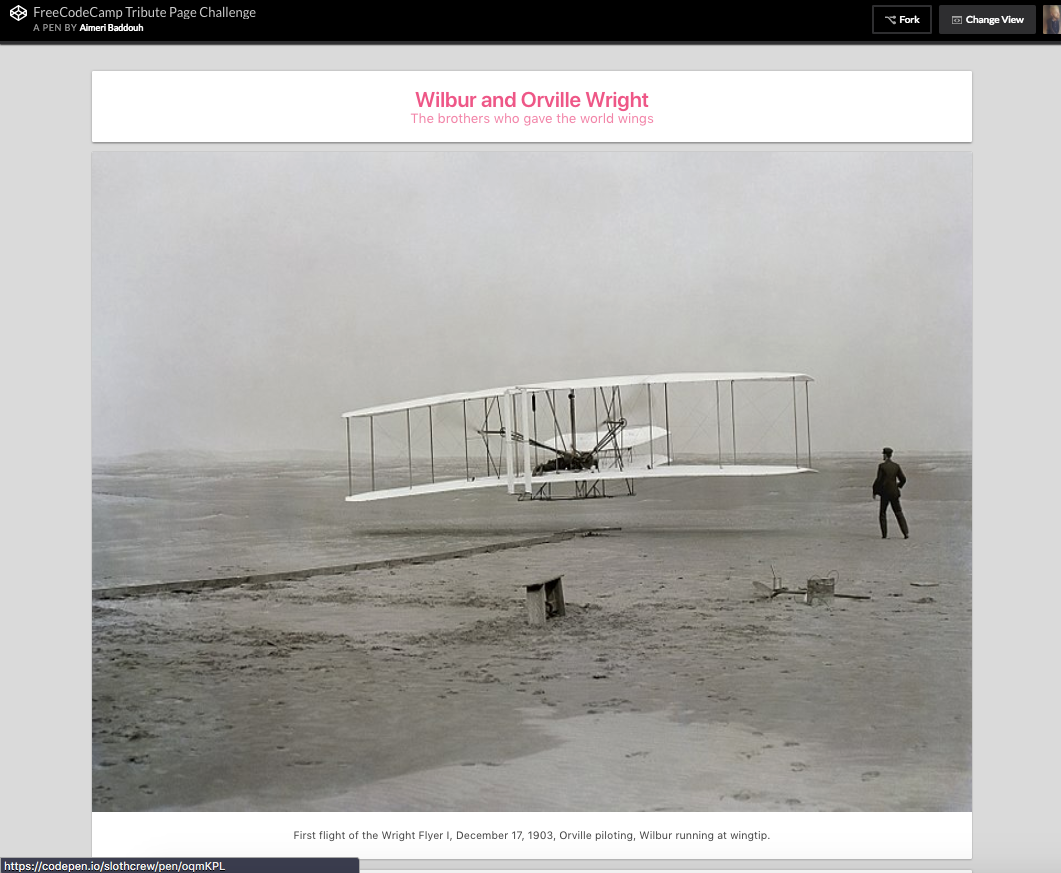 FreeCodeCamp Tribute Page Challenge
A PEN BY Aimeri Baddouh
Fork
Change View
Wilbur and Orville Wright
The brothers who gave the world wings
First flight of the Wright Flyer I, December 17, 1903, Orville piloting, Wilbur running at wingtip.
https://codepen.io/slothcrew/pen/oqmKPL